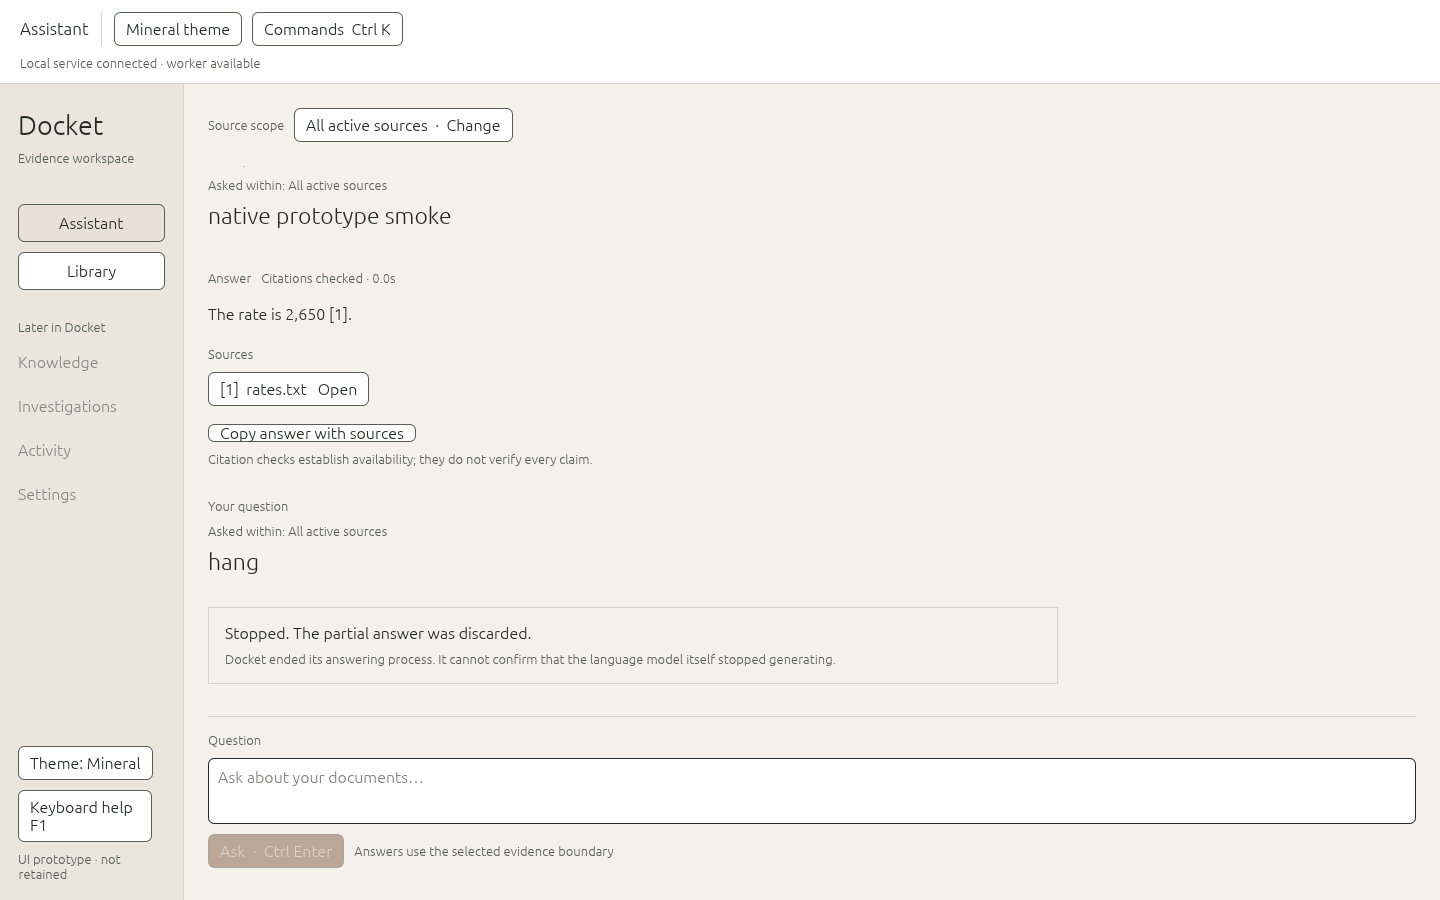 Assistant
Mineral theme
Commands Ctrl K
Local service connected · worker available
Docket
Evidence workspace
Assistant
Library
Later in Docket
Knowledge
Investigations
Activity
Settings
Theme: Mineral
Keyboard help
F1
UI prototype · not
retained
Source scope
All active sources · Change
Asked within: All active sources
native prototype smoke
Answer Citations checked · 0.0s
The rate is 2,650 [1].
Sources
[1] rates.txt Open
Copy answer with sources
Citation checks establish availability; they do not verify every claim.
Your question
Asked within: All active sources
hang
Stopped. The partial answer was discarded.
Docket ended its answering process. It cannot confirm that the language model itself stopped generating.
Question
Ask about your documents…
Ask · Ctrl Enter
Answers use the selected evidence boundary